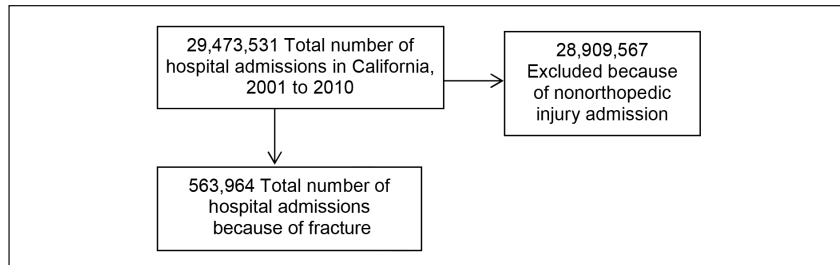 29,473,531 Total number of
hospital admissions in California,
2001 to 2010
28,909,567
Excluded because
of nonorthopedic
injury admission
563,964 Total number of
hospital admissions
because of fracture